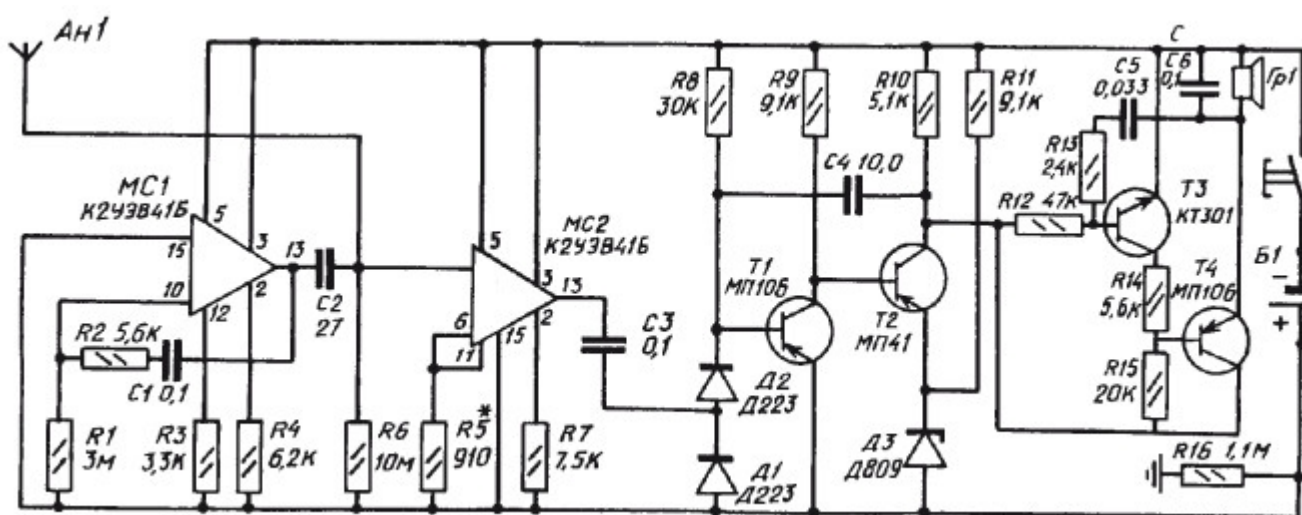 Ан1
МС1
К2УЭВ41Б
5
15
3
13
10
2
12
С2
27
R2 5,6К
С1 0,1
R1
3М
R3
3,3К
R4
6,2К
R6
10М
R5*
910
R7
7,5К
МС2
К2УЭВ41Б
5
3
13
6
2
11
15
С3
0,1
R8
30К
R9
9,1К
R10
5,1К
R11
9,1К
С4 10,0
Т1
МП10Б
Т2
МП41
Д2
Д223
Д1
Д223
Д3
Д809
С
С5
0,033
С6
0,1
Гр1
R13
2,4К
R12 47К
Т3
КТ301
R14
5,6К
Т4
МП10Б
R15
20К
R16 1,1М
Б1
−
+